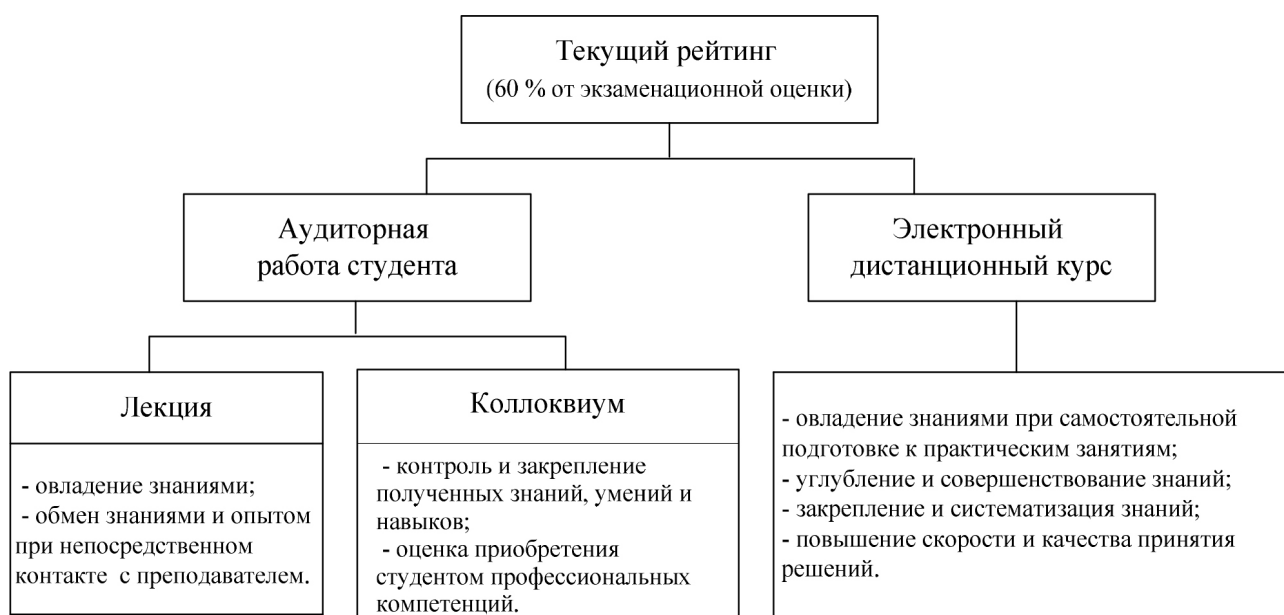 Текущий рейтинг
(60 % от экзаменационной оценки)
Аудиторная
работа студента
Электронный
дистанционный курс
Лекция
- овладение знаниями;
- обмен знаниями и опытом
при непосредственном
контакте с преподавателем.
Коллоквиум
- контроль и закрепление
полученных знаний, умений и
навыков;
- оценка приобретения
студентом профессиональных
компетенций.
- овладение знаниями при самостоятельной
подготовке к практическим занятиям;
- углубление и совершенствование знаний;
- закрепление и систематизация знаний;
- повышение скорости и качества принятия
решений.